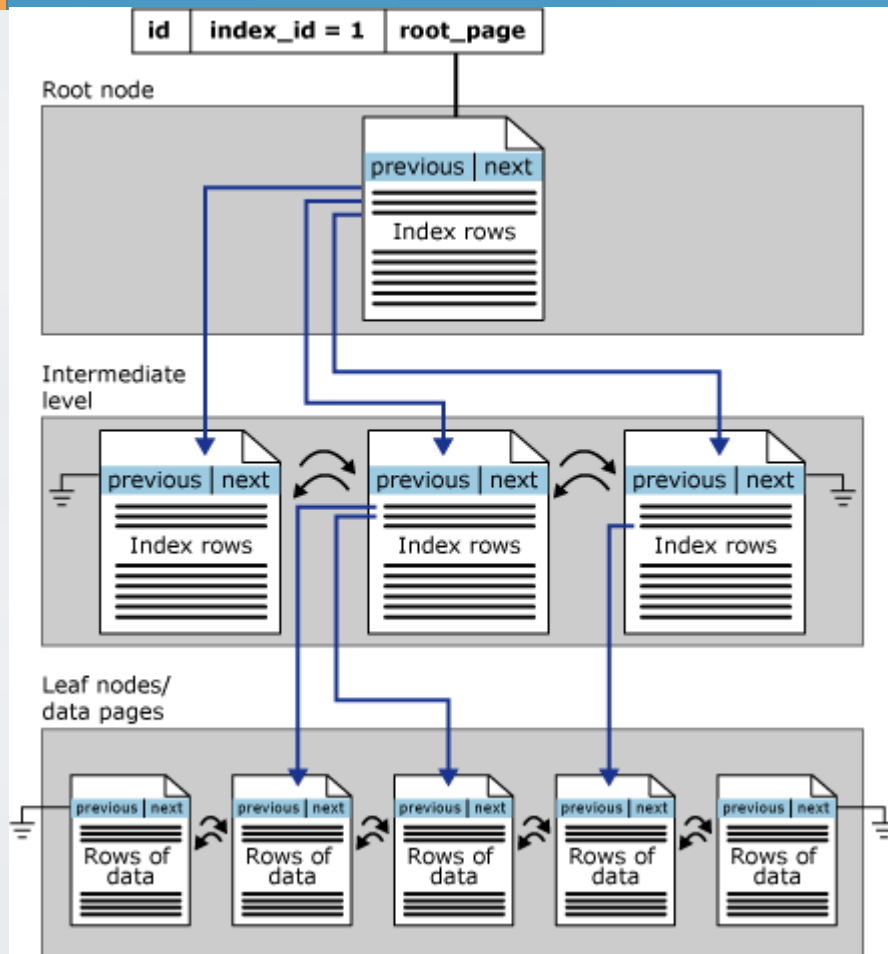 id index_id = 1 root_page
Root node
previous next
Index rows
Intermediate
level
previous next previous next previous next
Index rows Index rows Index rows
Leaf nodes/
data pages
previous next previous next previous next previous next previous next
Rows of Rows of Rows of Rows of Rows of
data data data data data